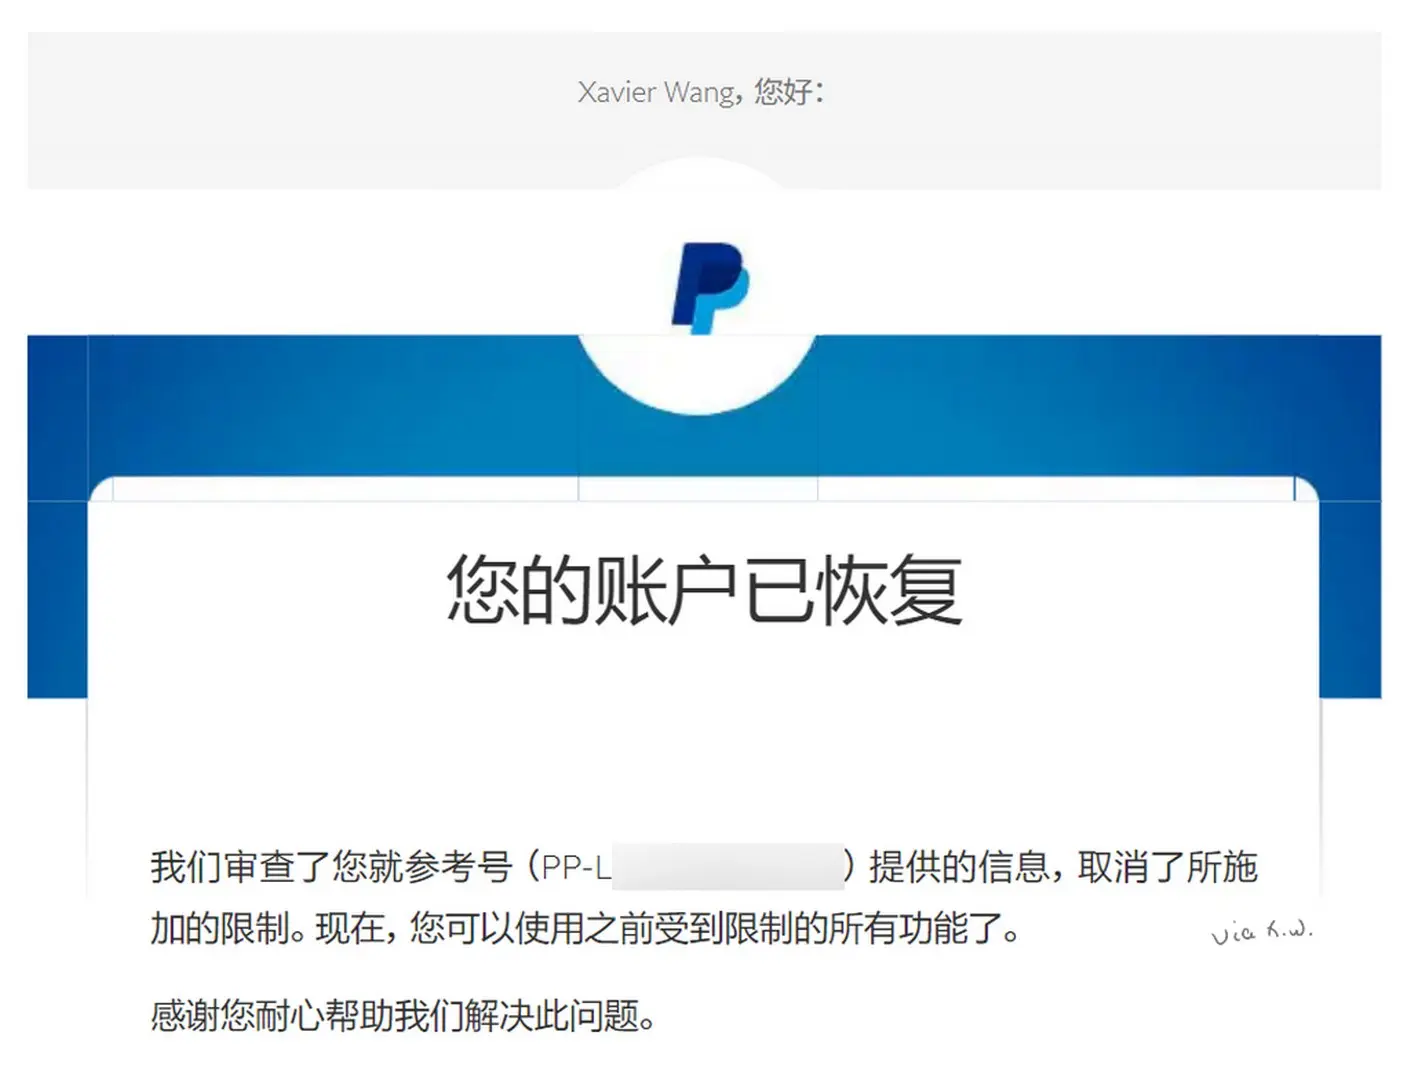 Xavier Wang，您好：
您的账户已恢复
我们审查了您就参考号（PP-L）提供的信息，取消了所施
加的限制。现在，您可以使用之前受到限制的所有功能了。
via X.W.
感谢您耐心帮助我们解决此问题。